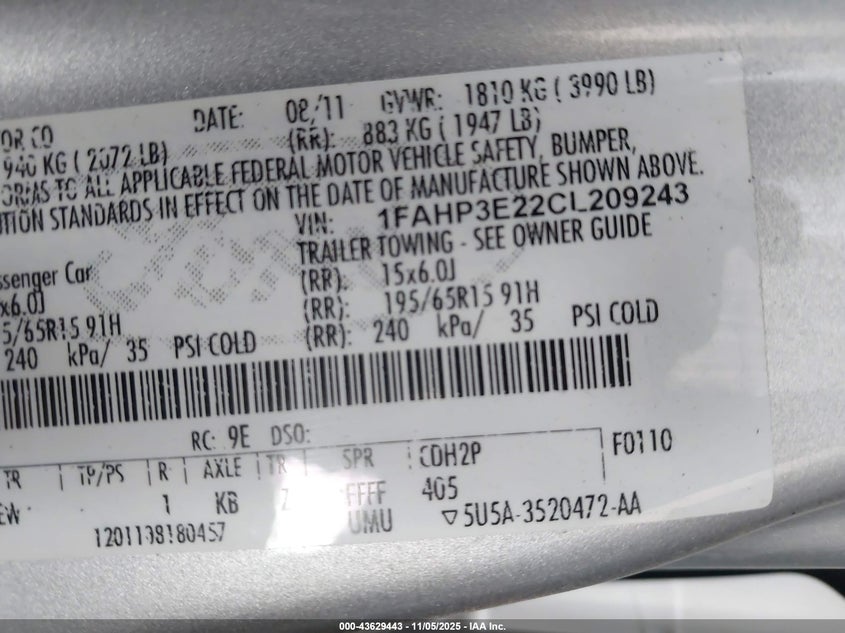 OR CO DATE: 08/11 GVWR: 1810 KG ( 3990 LB)
940 KG ( 2072 LB) (RR): 883 KG ( 1947 LB)
ORMS TO ALL APPLICABLE FEDERAL MOTOR VEHICLE SAFETY, BUMPER,
UTION STANDARDS IN EFFECT ON THE DATE OF MANUFACTURE SHOWN ABOVE.
VIN: 1FAHP3E22CL209243
TRAILER TOWING - SEE OWNER GUIDE
ssenger Car (RR): 15x6.0J
x6.0J (RR): 195/65R15 91H
5/65R15 91H (RR): 240 kPa/ 35 PSI COLD
240 kPa/ 35 PSI COLD
RC: 9E DSO:
TR TP/PS R AXLE TR SPR CDH2P F0110
EW 1 KB Z FFFF 405
UMU ▽5U5A-3520472-AA
000-43629443 - 11/05/2025 - IAA Inc.